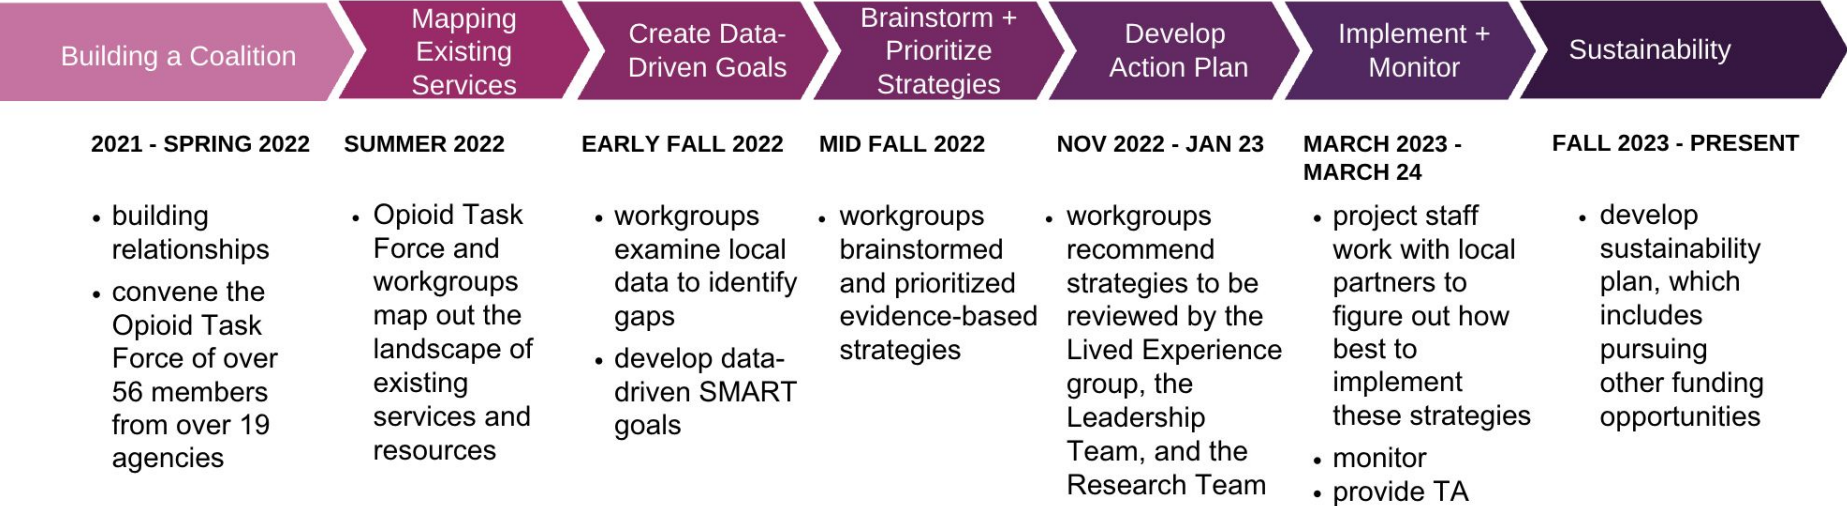 Building a Coalition
Mapping
Existing
Services
Create Data-
Driven Goals
Brainstorm +
Prioritize
Strategies
Develop
Action Plan
Implement +
Monitor
Sustainability
2021 - SPRING 2022
• building
relationships
• convene the
Opioid Task
Force of over
56 members
from over 19
agencies
SUMMER 2022
• Opioid Task
Force and
workgroups
map out the
landscape of
existing
services and
resources
EARLY FALL 2022
• workgroups
examine local
data to identify
gaps
• develop data-
driven SMART
goals
MID FALL 2022
• workgroups
brainstormed
and prioritized
evidence-based
strategies
NOV 2022 - JAN 23
• workgroups
recommend
strategies to be
reviewed by the
Lived Experience
group, the
Leadership
Team, and the
Research Team
MARCH 2023 -
MARCH 24
• project staff
work with local
partners to
figure out how
best to
implement
these strategies
• monitor
• provide TA
FALL 2023 - PRESENT
• develop
sustainability
plan, which
includes
pursuing
other funding
opportunities